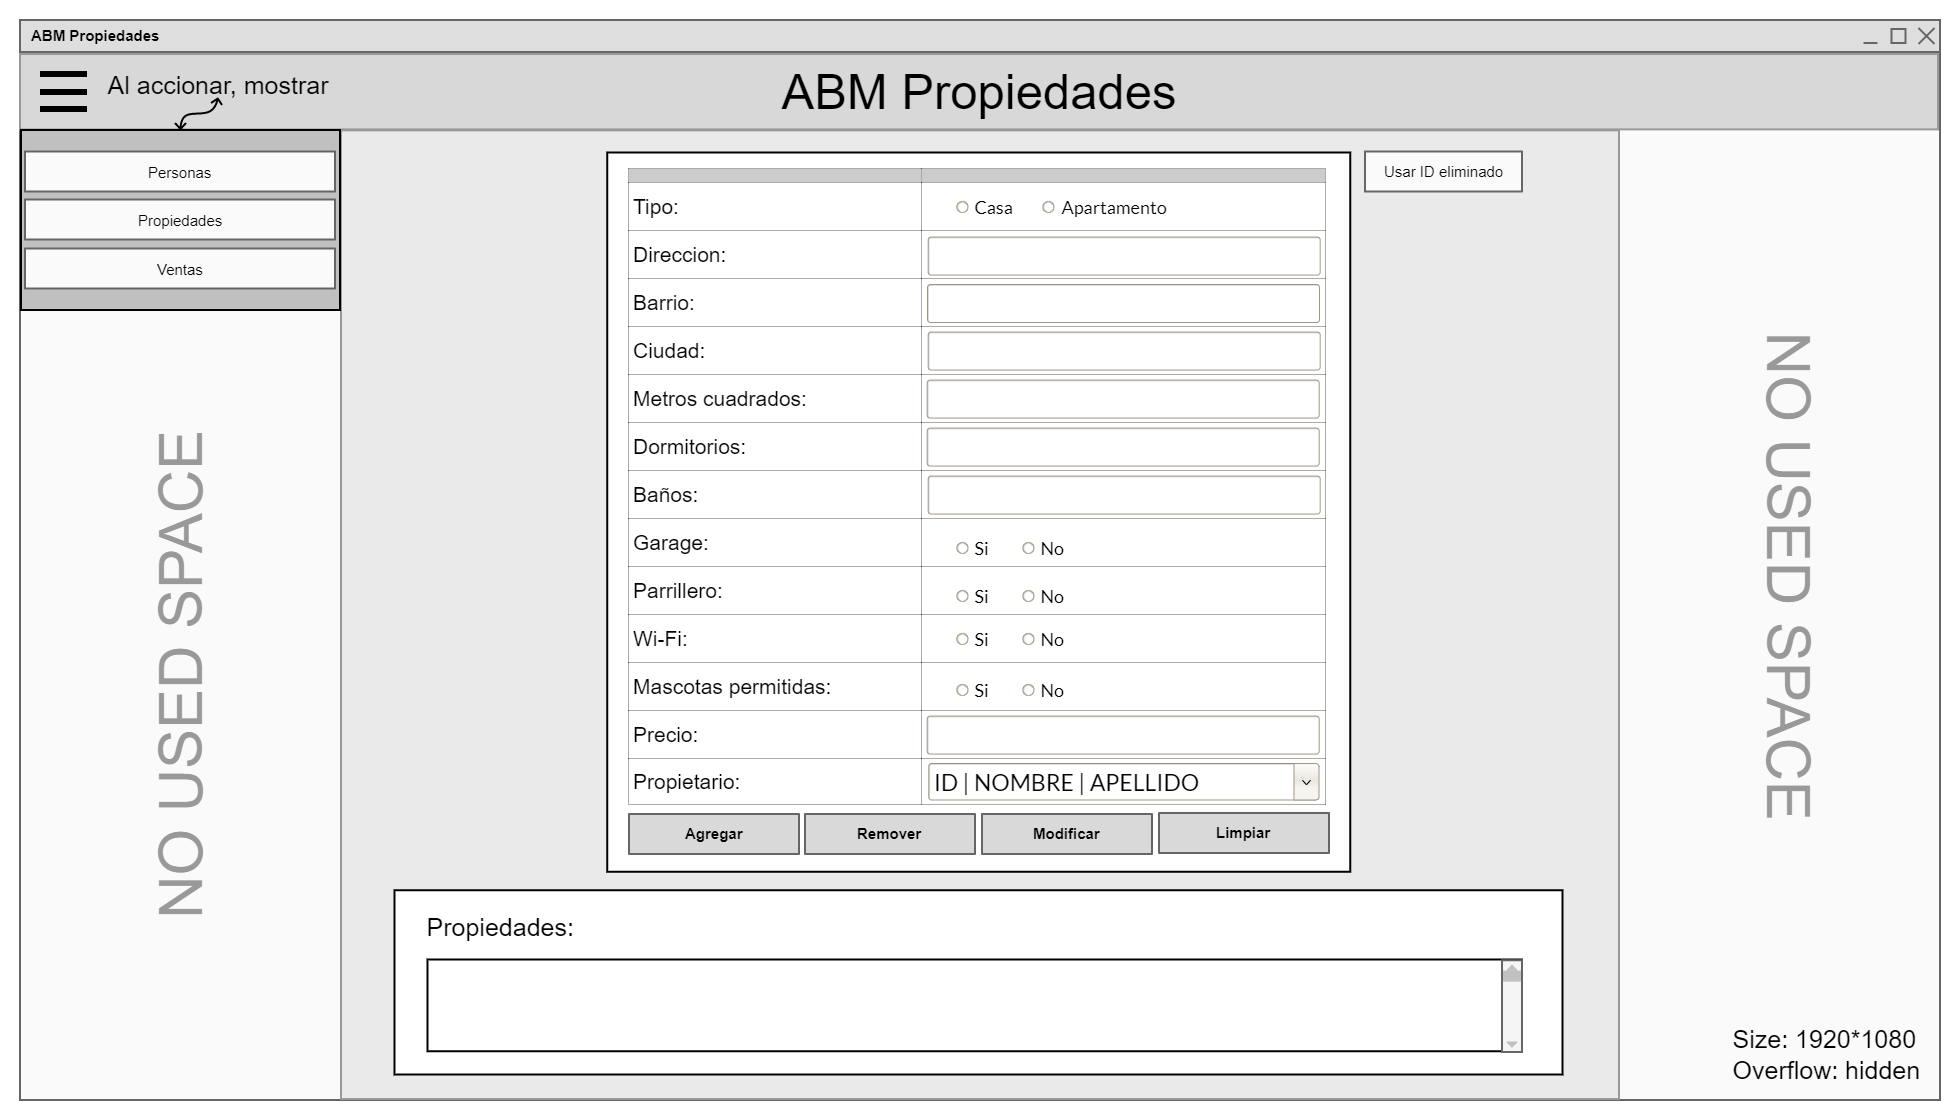 ABM Propiedades
Al accionar, mostrar
ABM Propiedades
Personas
Propiedades
Ventas
NO USED SPACE
Usar ID eliminado
Tipo: Casa Apartamento
Direccion:
Barrio:
Ciudad:
Metros cuadrados:
Dormitorios:
Baños:
Garage: Si No
Parrillero: Si No
Wi-Fi: Si No
Mascotas permitidas: Si No
Precio:
Propietario: ID | NOMBRE | APELLIDO
Agregar Remover Modificar Limpiar
Propiedades:
NO USED SPACE
Size: 1920*1080
Overflow: hidden